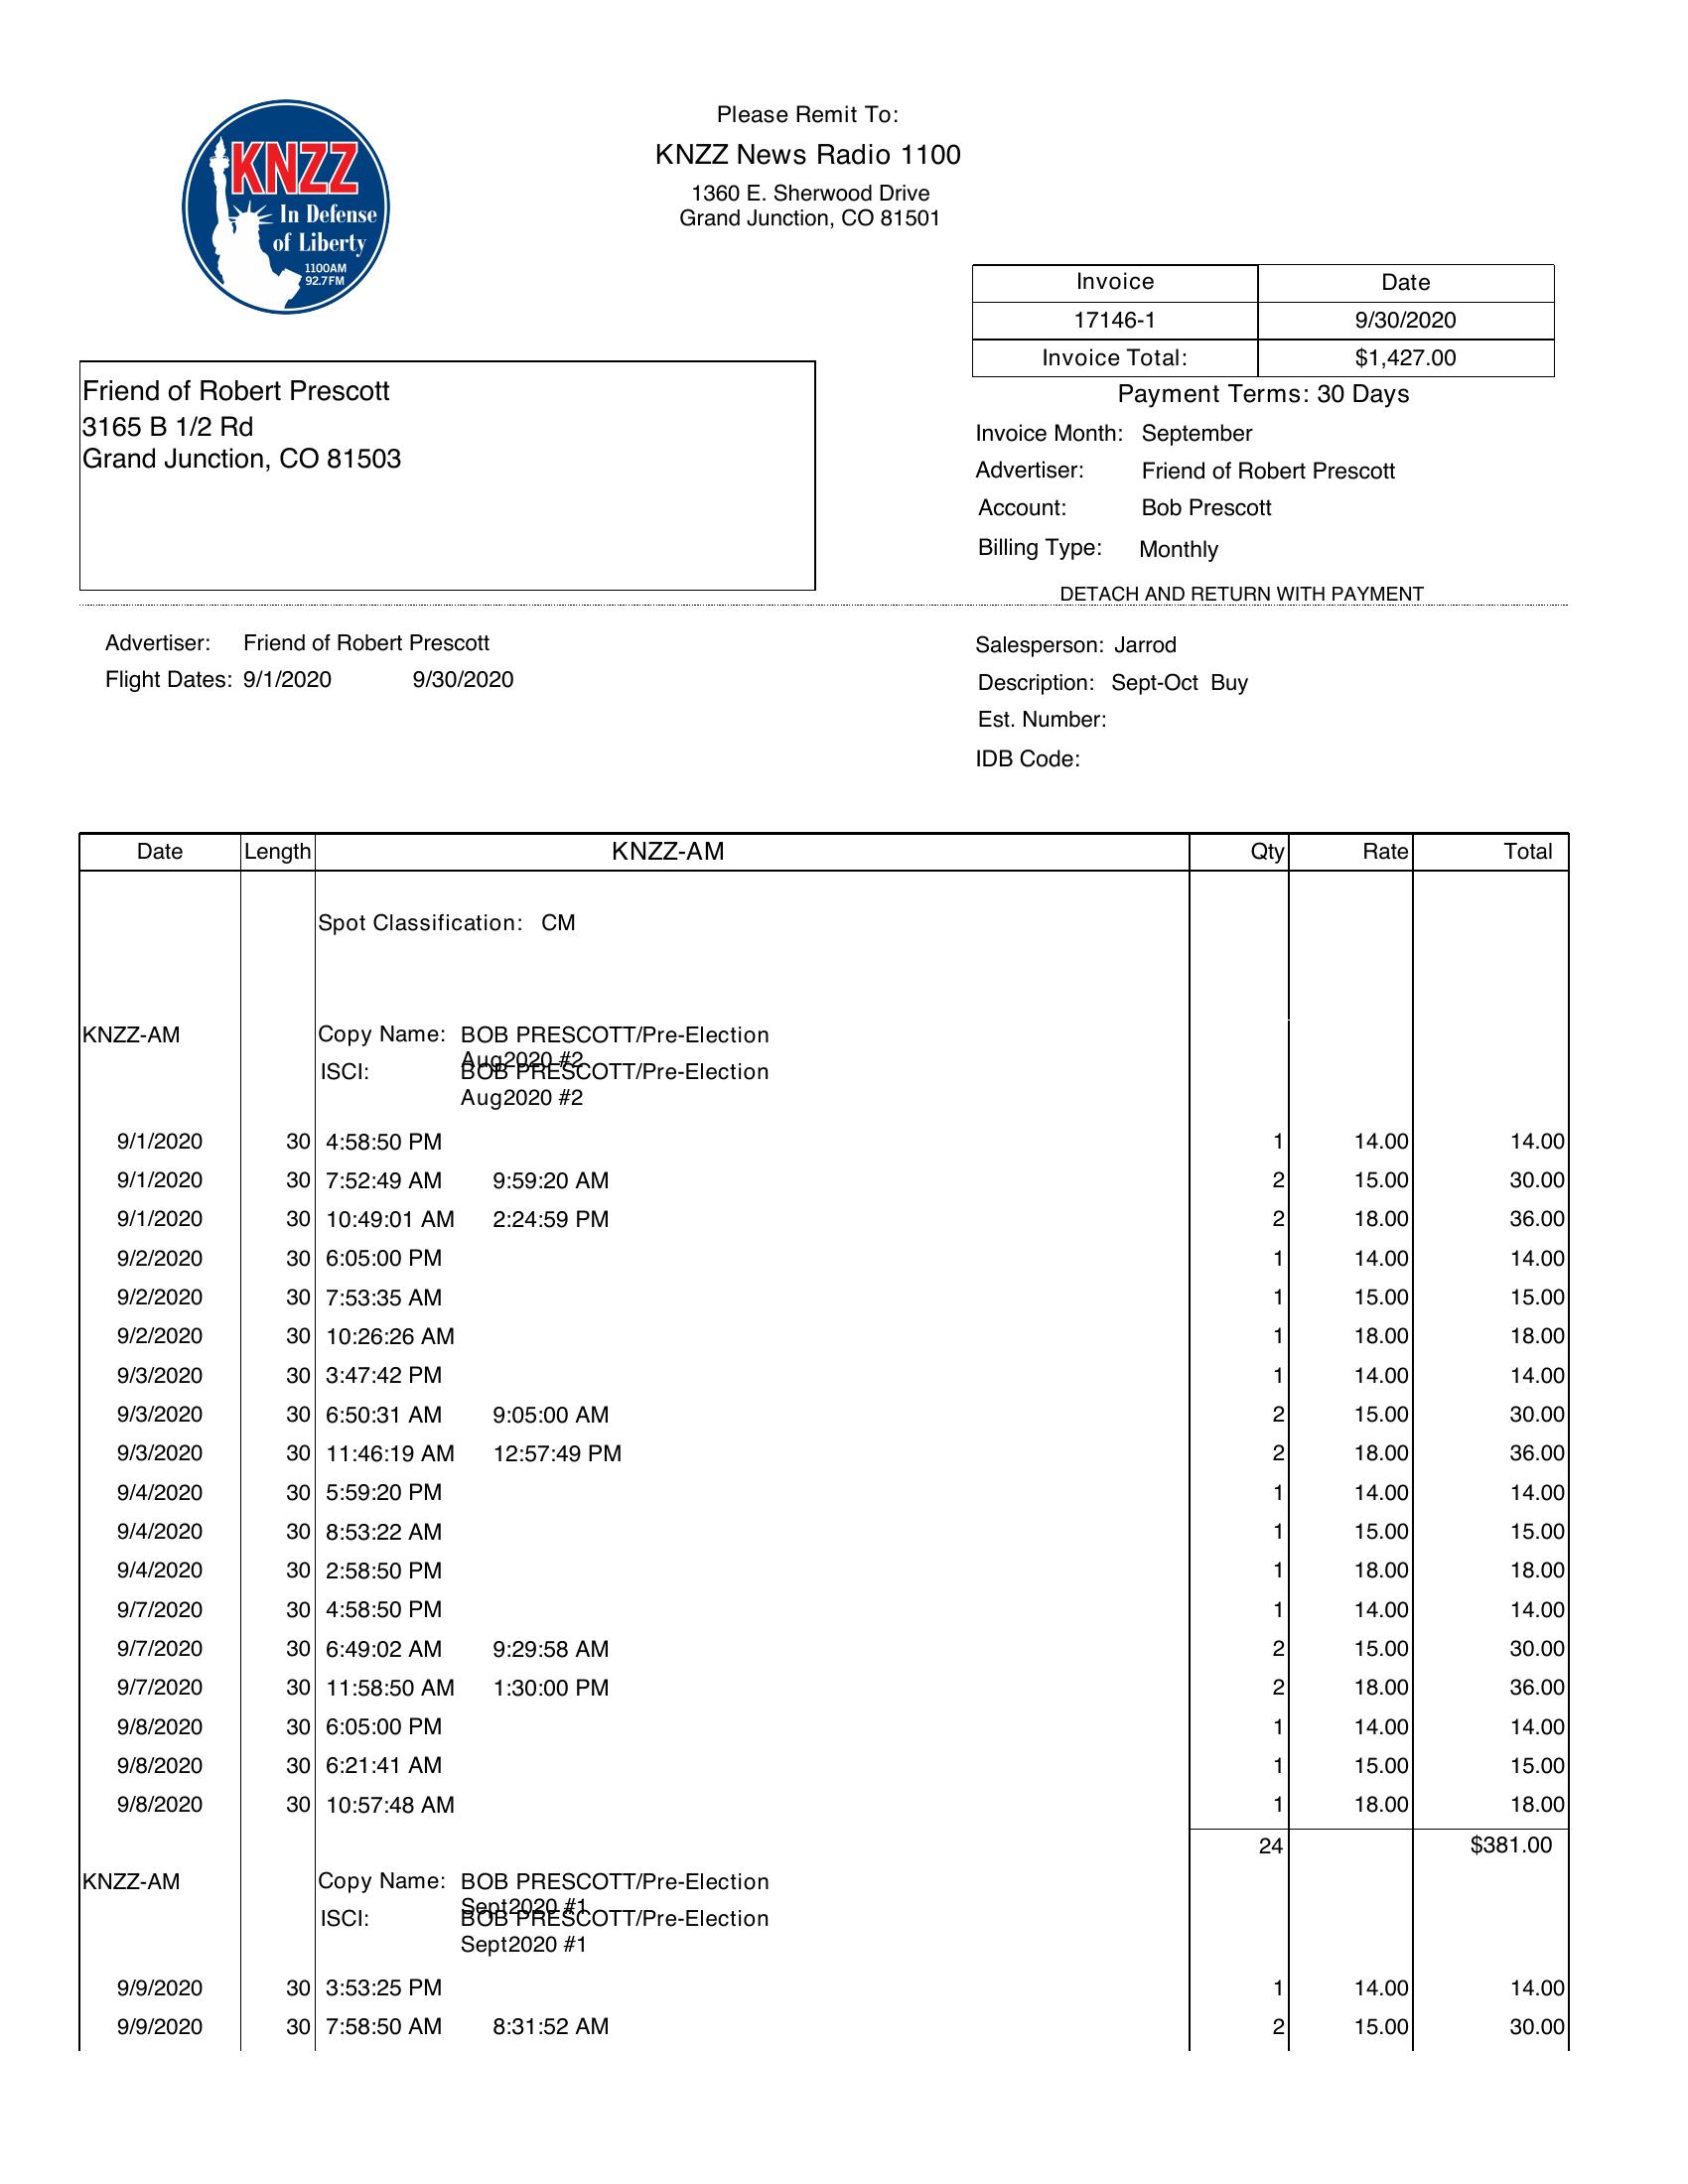 KNZZ
In Defense
of Liberty
1100AM
92.7FM
Please Remit To:
KNZZ News Radio 1100
1360 E. Sherwood Drive
Grand Junction, CO 81501
Invoice Date
17146-1 9/30/2020
Invoice Total: $1,427.00
Payment Terms: 30 Days
Friend of Robert Prescott
3165 B 1/2 Rd
Grand Junction, CO 81503
Invoice Month: September
Advertiser: Friend of Robert Prescott
Account: Bob Prescott
Billing Type: Monthly
DETACH AND RETURN WITH PAYMENT
Advertiser: Friend of Robert Prescott
Flight Dates: 9/1/2020 9/30/2020
Salesperson: Jarrod
Description: Sept-Oct Buy
Est. Number:
IDB Code:
Date Length KNZZ-AM Qty Rate Total
Spot Classification: CM
KNZZ-AM Copy Name: BOB PRESCOTT/Pre-Election
Aug2020 #2
ISCI: BOB PRESCOTT/Pre-Election
Aug2020 #2
9/1/2020 30 4:58:50 PM 1 14.00 14.00
9/1/2020 30 7:52:49 AM 9:59:20 AM 2 15.00 30.00
9/1/2020 30 10:49:01 AM 2:24:59 PM 2 18.00 36.00
9/2/2020 30 6:05:00 PM 1 14.00 14.00
9/2/2020 30 7:53:35 AM 1 15.00 15.00
9/2/2020 30 10:26:26 AM 1 18.00 18.00
9/3/2020 30 3:47:42 PM 1 14.00 14.00
9/3/2020 30 6:50:31 AM 9:05:00 AM 2 15.00 30.00
9/3/2020 30 11:46:19 AM 12:57:49 PM 2 18.00 36.00
9/4/2020 30 5:59:20 PM 1 14.00 14.00
9/4/2020 30 8:53:22 AM 1 15.00 15.00
9/4/2020 30 2:58:50 PM 1 18.00 18.00
9/7/2020 30 4:58:50 PM 1 14.00 14.00
9/7/2020 30 6:49:02 AM 9:29:58 AM 2 15.00 30.00
9/7/2020 30 11:58:50 AM 1:30:00 PM 2 18.00 36.00
9/8/2020 30 6:05:00 PM 1 14.00 14.00
9/8/2020 30 6:21:41 AM 1 15.00 15.00
9/8/2020 30 10:57:48 AM 1 18.00 18.00
24 $381.00
KNZZ-AM Copy Name: BOB PRESCOTT/Pre-Election
Sept2020 #1
ISCI: BOB PRESCOTT/Pre-Election
Sept2020 #1
9/9/2020 30 3:53:25 PM 1 14.00 14.00
9/9/2020 30 7:58:50 AM 8:31:52 AM 2 15.00 30.00